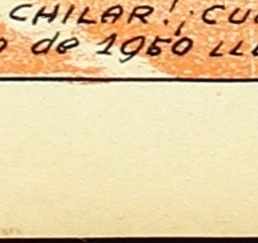 CHILAR!; CU
o de 1950 LL